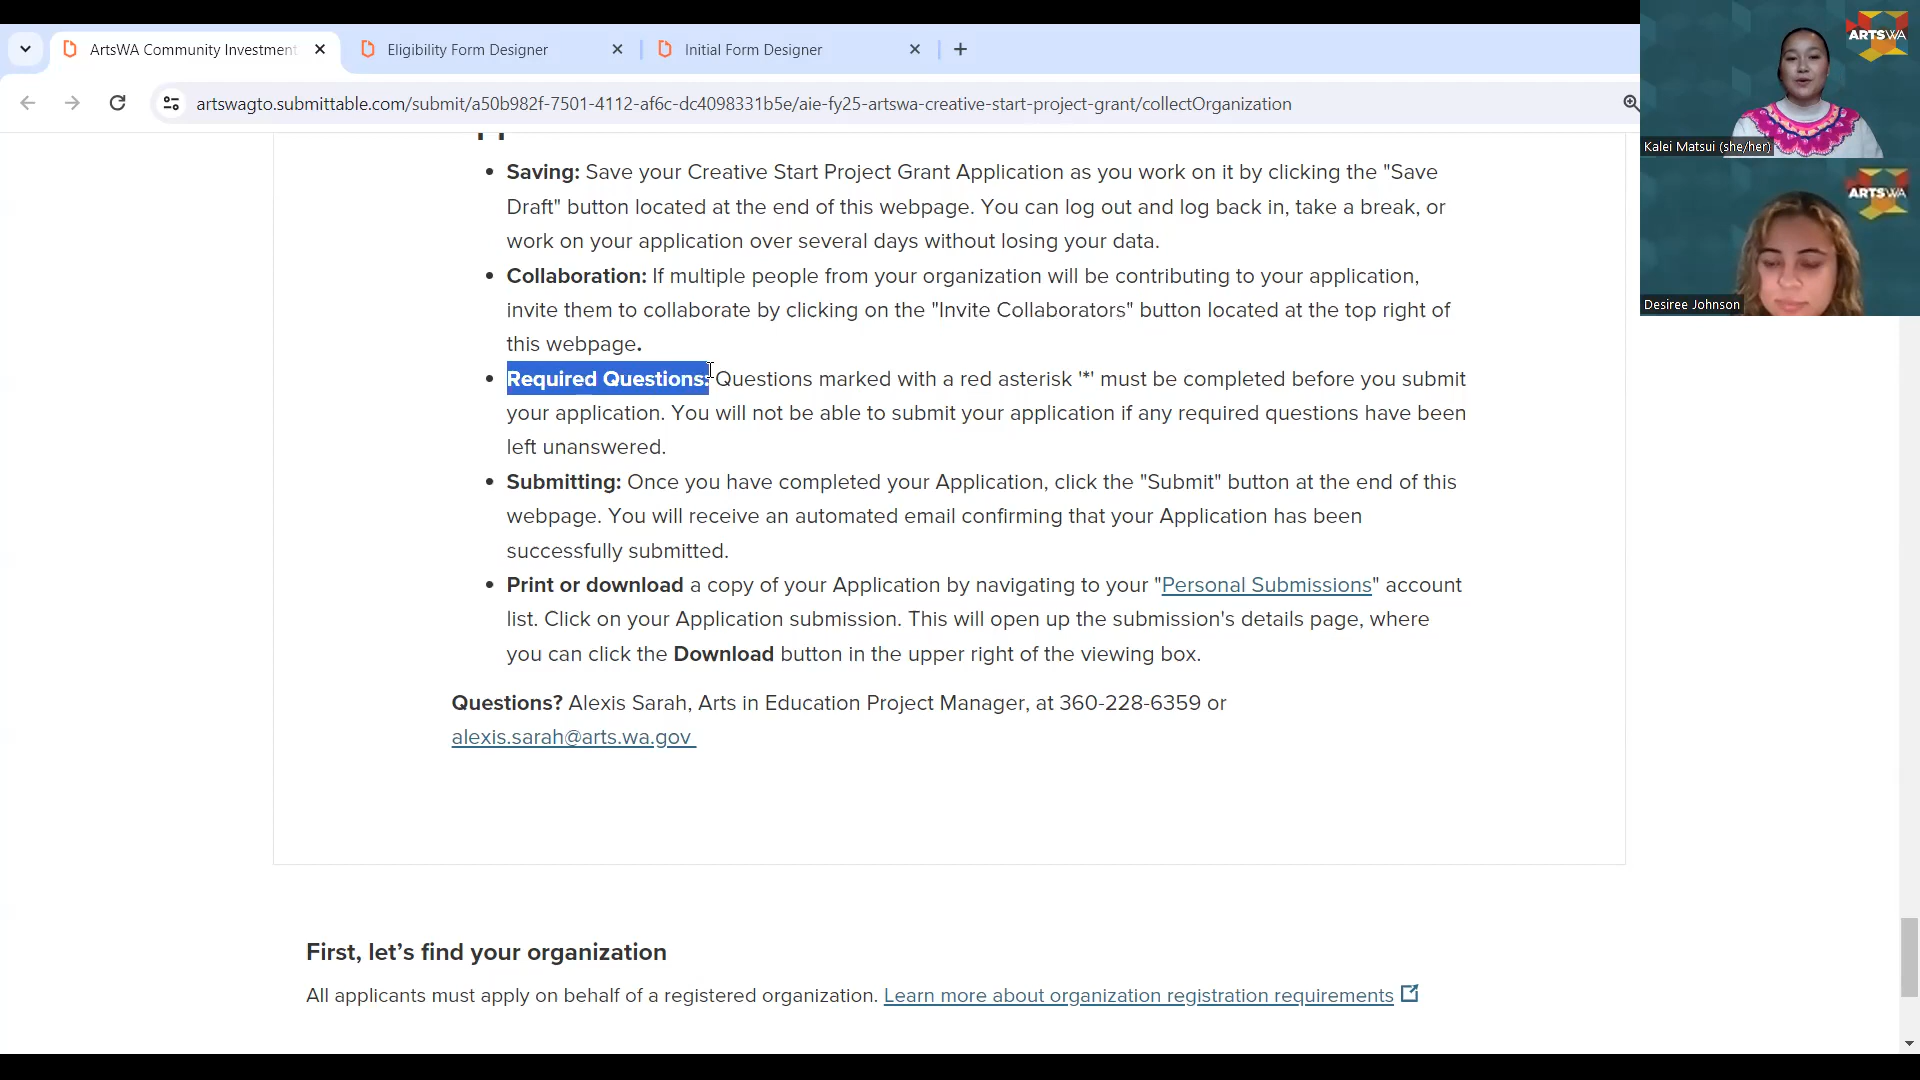 ArtsWA Community Investment
Eligibility Form Designer
Initial Form Designer
artswagto.submittable.com/submit/a50b982f-7501-4112-af6c-dc4098331b5e/aie-fy25-artswa-creative-start-project-grant/collectOrganization
ARTSWA
Kalei Matsui (she/her)
ARTSWA
Desiree Johnson
• Saving: Save your Creative Start Project Grant Application as you work on it by clicking the "Save
Draft" button located at the end of this webpage. You can log out and log back in, take a break, or
work on your application over several days without losing your data.
• Collaboration: If multiple people from your organization will be contributing to your application,
invite them to collaborate by clicking on the "Invite Collaborators" button located at the top right of
this webpage.
• Required Questions: Questions marked with a red asterisk '*' must be completed before you submit
your application. You will not be able to submit your application if any required questions have been
left unanswered.
• Submitting: Once you have completed your Application, click the "Submit" button at the end of this
webpage. You will receive an automated email confirming that your Application has been
successfully submitted.
• Print or download a copy of your Application by navigating to your "Personal Submissions" account
list. Click on your Application submission. This will open up the submission's details page, where
you can click the Download button in the upper right of the viewing box.
Questions? Alexis Sarah, Arts in Education Project Manager, at 360-228-6359 or
alexis.sarah@arts.wa.gov
First, let’s find your organization
All applicants must apply on behalf of a registered organization. Learn more about organization registration requirements